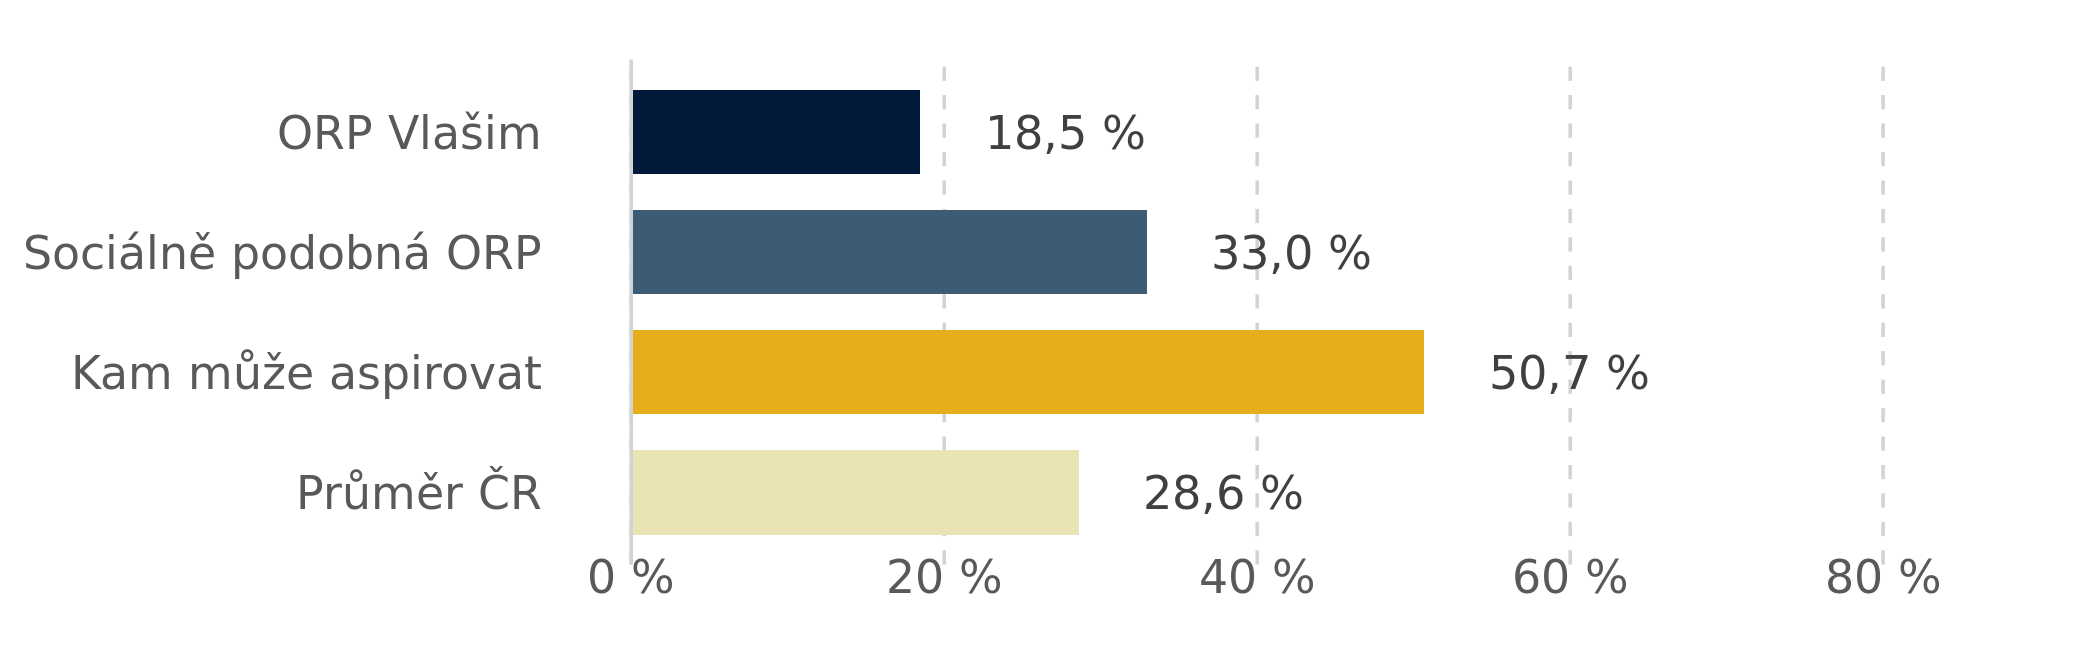 ORP Vlašim
18,5 %
Sociálně podobná ORP
33,0 %
Kam může aspirovat
50,7 %
Průměr ČR
28,6 %
0 % 20 % 40 % 60 % 80 %